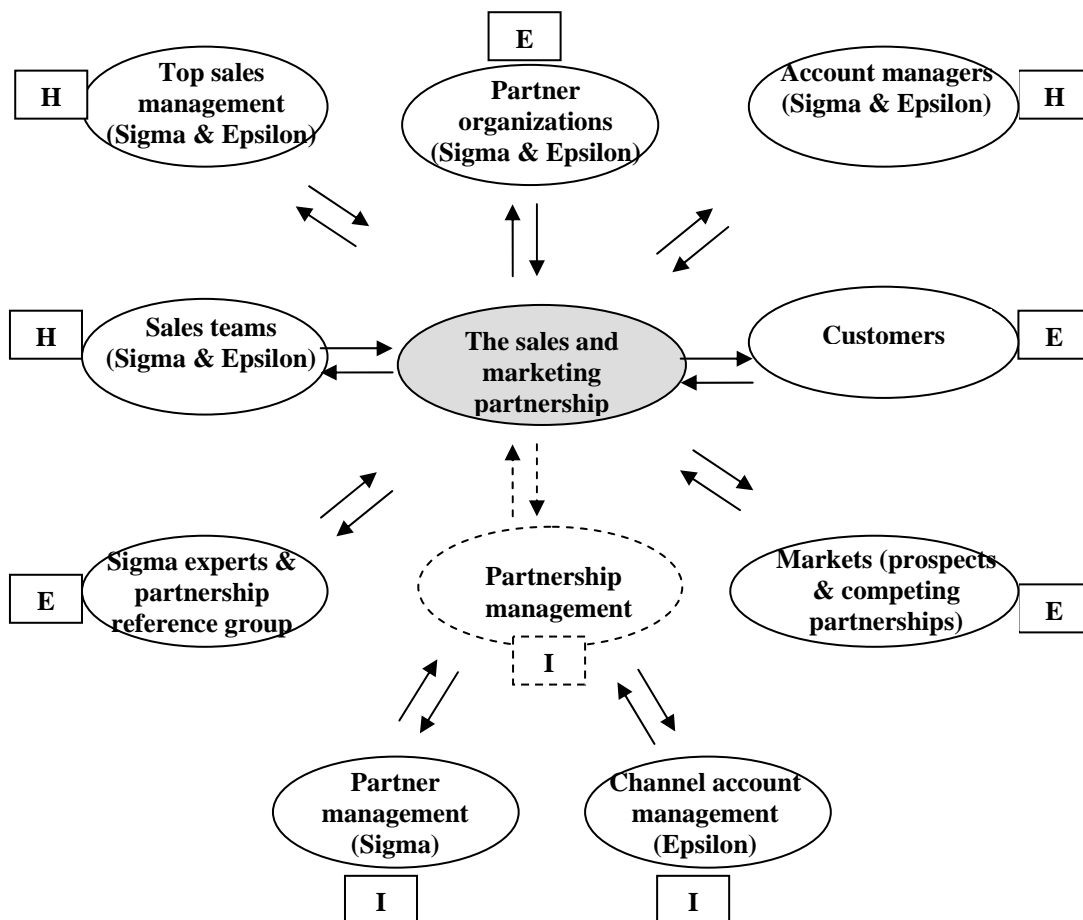 E
H
Top sales
management
(Sigma & Epsilon)
Partner
organizations
(Sigma & Epsilon)
Account managers
(Sigma & Epsilon)
H
H
Sales teams
(Sigma & Epsilon)
The sales and
marketing
partnership
Customers
E
E
Sigma experts &
partnership
reference group
Partnership
management
I
Markets (prospects
& competing
partnerships)
E
Partner
management
(Sigma)
I
Channel account
management
(Epsilon)
I